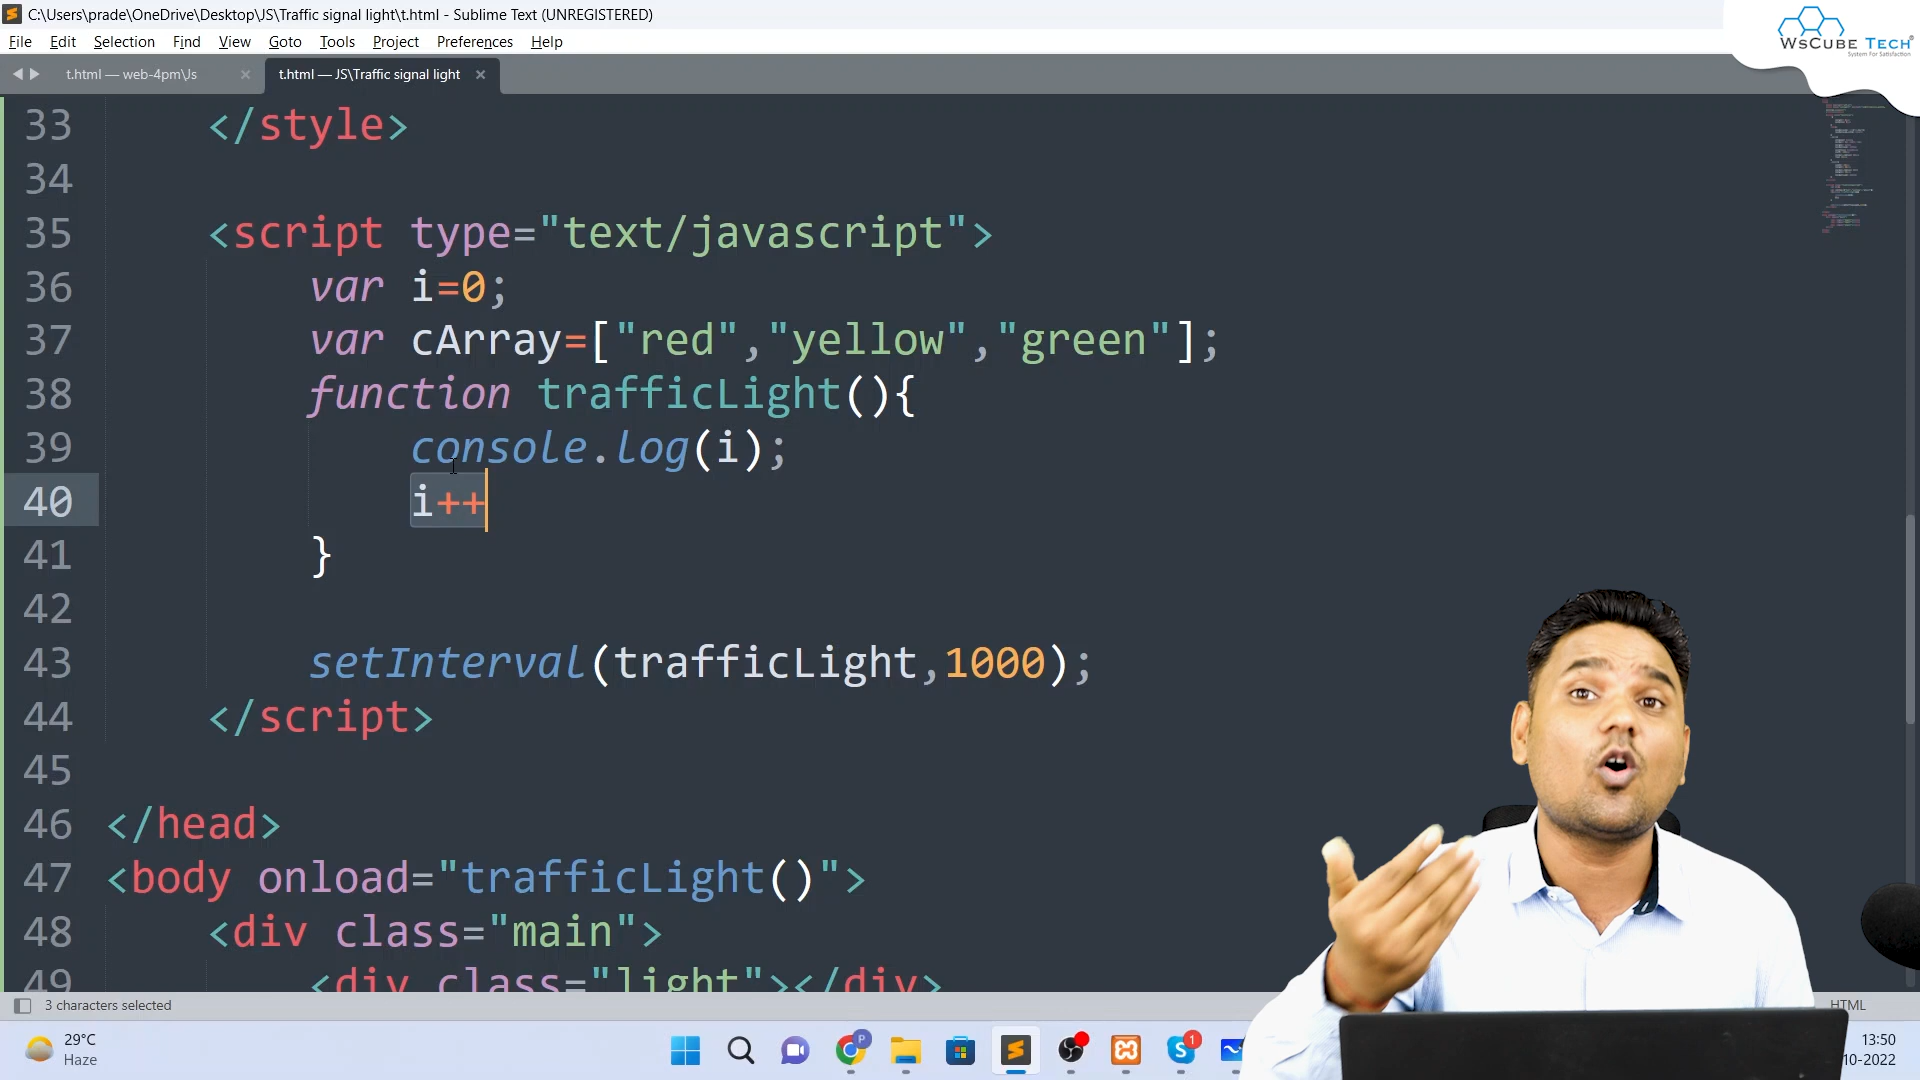 C:\Users\prade\OneDrive\Desktop\JS\Traffic signal light\t.html - Sublime Text (UNREGISTERED)
File Edit Selection Find View Goto Tools Project Preferences Help
WsCube Tech
System For Satisfaction
t.html — web-4pm\Js × t.html — JS\Traffic signal light ×
33 </style>
34
35 <script type="text/javascript">
36 var i=0;
37 var cArray=["red","yellow","green"];
38 function trafficLight(){
39 console.log(i);
40 i++
41 }
42
43 setInterval(trafficLight,1000);
44 </script>
45
46 </head>
47 <body onload="trafficLight()">
48 <div class="main">
49 <div class="light"></div>
3 characters selected
HTML
29°C
Haze
P
1
13:50
10-2022